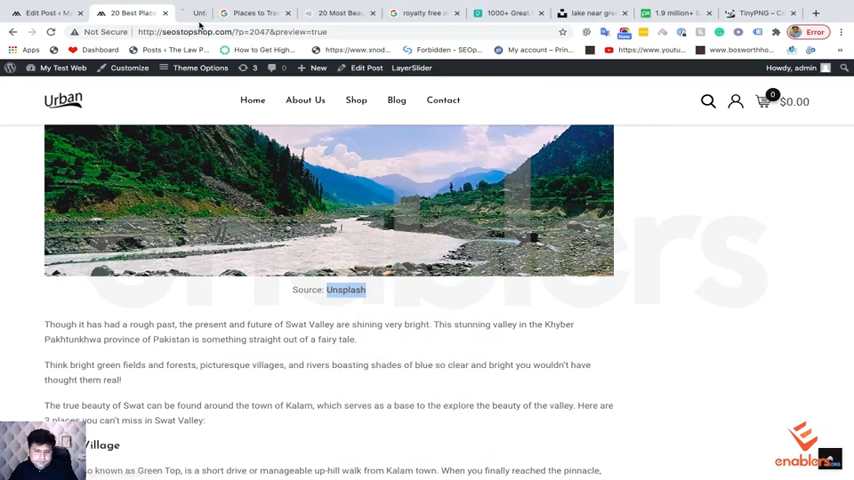 Edit Post ‹ My
20 Best Place
Unti
Places to Trav
20 Most Beau
royalty free im
1000+ Great L
lake near grea
1.9 million+ S
TinyPNG – Co
Not Secure
http://seostopshop.com/?p=2047&preview=true
New
Error
Apps
Dashboard
Posts ‹ The Law P...
How to Get High...
https://www.xnod...
Forbidden - SEOp...
My account – Prin...
https://www.youtu...
www.bosworthho...
My Test Web
Customize
Theme Options
3
0
New
Edit Post
LayerSlider
Howdy, admin
Urban
Home
About Us
Shop
Blog
Contact
0
$0.00
enablers
Source: Unsplash
Though it has had a rough past, the present and future of Swat Valley are shining very bright. This stunning valley in the Khyber
Pakhtunkhwa province of Pakistan is something straight out of a fairy tale.
Think bright green fields and forests, picturesque villages, and rivers boasting shades of blue so clear and bright you wouldn't have
thought them real!
The true beauty of Swat can be found around the town of Kalam, which serves as a base to the explore the beauty of the valley. Here are
3 places you can't miss in Swat Valley:
Village
so known as Green Top, is a short drive or manageable up-hill walk from Kalam town. When you finally reached the pinnacle,
enablers